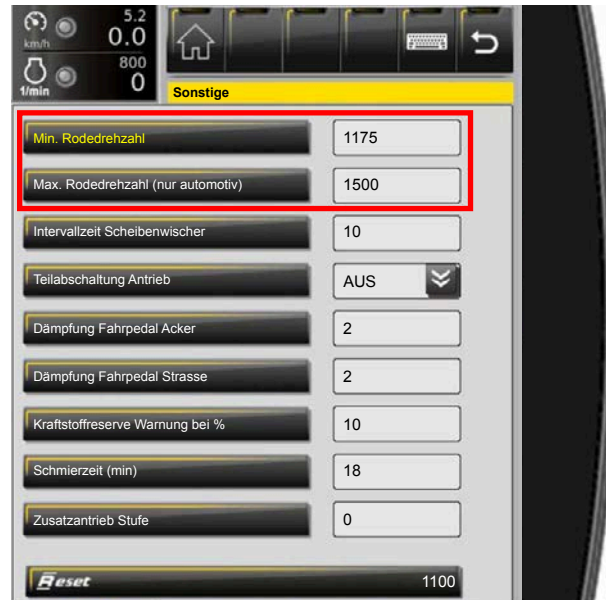 5.2
km/h 0.0
800
1/min 0
Sonstige
Min. Rodedrehzahl 1175
Max. Rodedrehzahl (nur automotiv) 1500
Intervallzeit Scheibenwischer 10
Teilabschaltung Antrieb AUS
Dämpfung Fahrpedal Acker 2
Dämpfung Fahrpedal Strasse 2
Kraftstoffreserve Warnung bei % 10
Schmierzeit (min) 18
Zusatzantrieb Stufe 0
Reset 1100